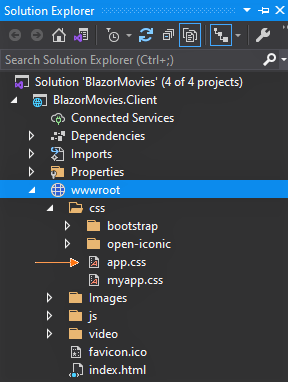 Solution Explorer
Search Solution Explorer (Ctrl+;)
Solution 'BlazorMovies' (4 of 4 projects)
BlazorMovies.Client
Connected Services
Dependencies
Imports
Properties
wwwroot
css
bootstrap
open-iconic
app.css
myapp.css
Images
js
video
favicon.ico
index.html